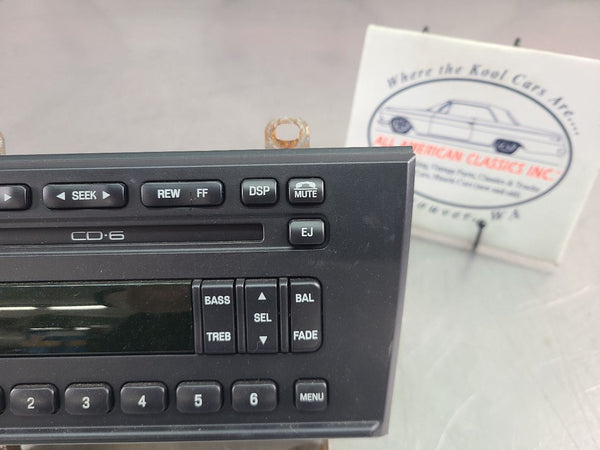 Where the Kool Cars Are...
ALL AMERICAN CLASSICS INC
Vancouver, WA
SEEK
REW FF
DSP
MUTE
CD·6
EJ
BASS
TREB
SEL
BAL
FADE
2
3
4
5
6
MENU